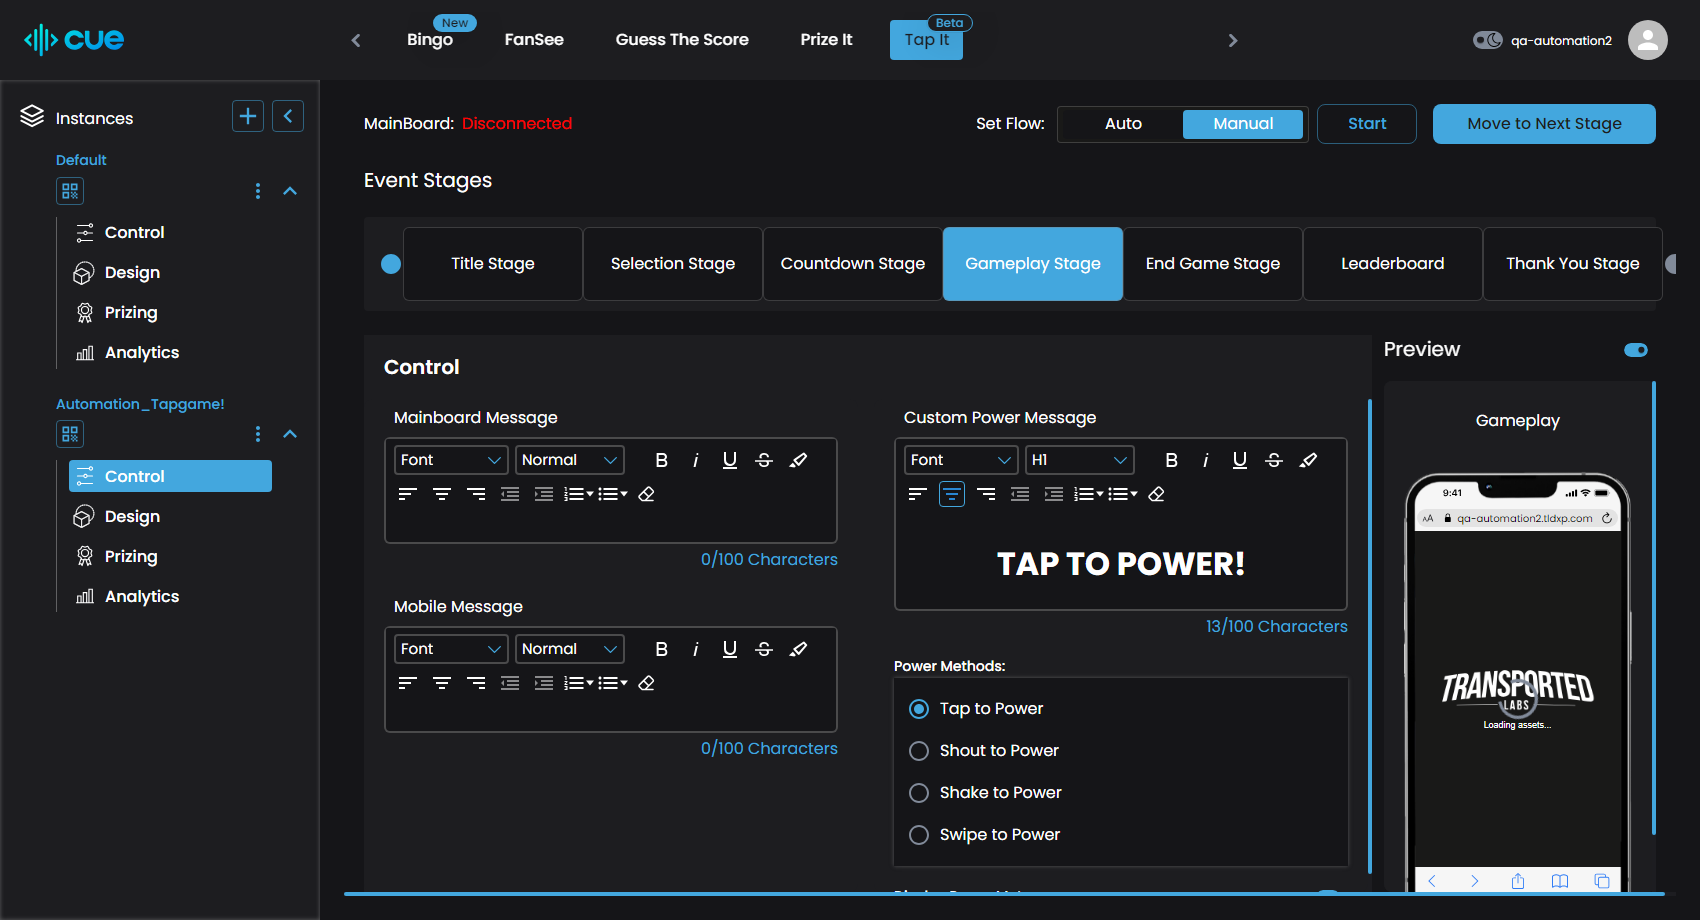 cue
Bingo
New
FanSee
Guess The Score
Prize It
Tap It
Beta
qa-automation2
Instances
Default
Control
Design
Prizing
Analytics
Automation_Tapgame!
Control
Design
Prizing
Analytics
MainBoard: Disconnected
Set Flow:
Auto
Manual
Start
Move to Next Stage
Event Stages
Title Stage
Selection Stage
Countdown Stage
Gameplay Stage
End Game Stage
Leaderboard
Thank You Stage
Control
Mainboard Message
Font
Normal
B
i
U
S
0/100 Characters
Mobile Message
Font
Normal
B
i
U
S
0/100 Characters
Custom Power Message
Font
H1
B
i
U
S
TAP TO POWER!
13/100 Characters
Power Methods:
Tap to Power
Shout to Power
Shake to Power
Swipe to Power
Preview
Gameplay
9:41
AA
qa-automation2.tldxp.com
TRANSPORTED
LABS
Loading assets...